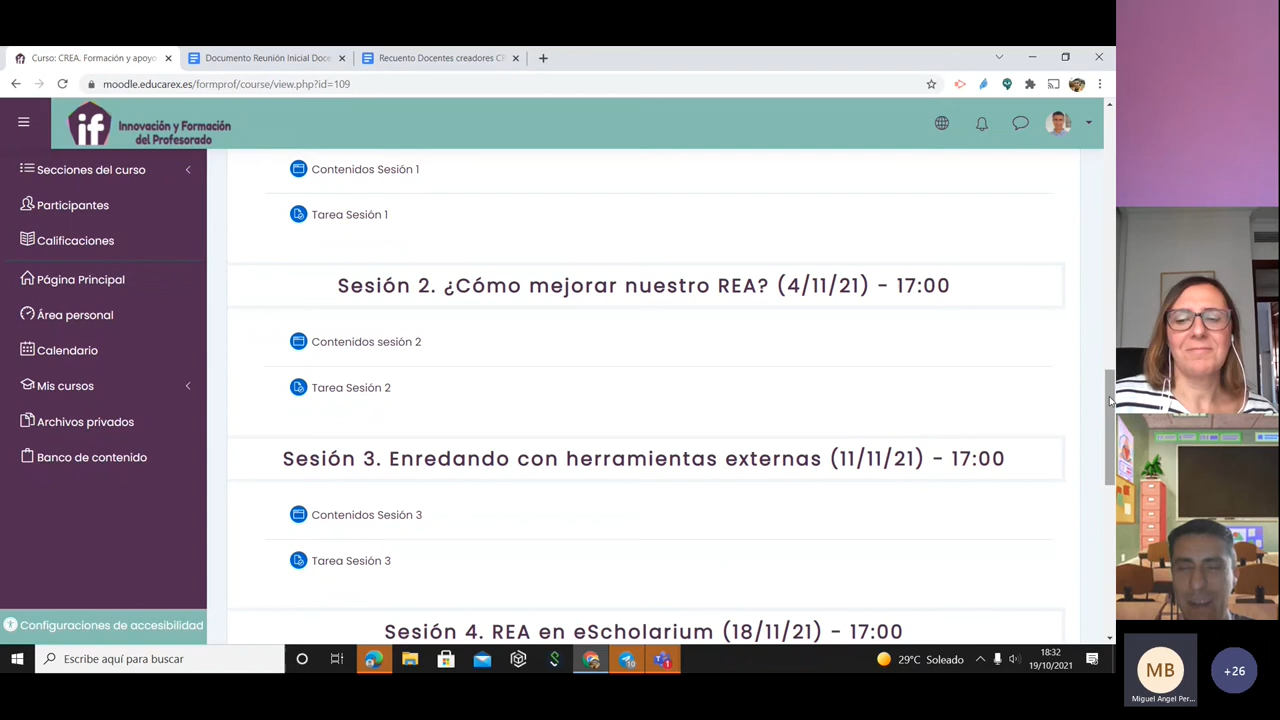 Curso: CREA. Formación y apoyo
Documento Reunión Inicial Doce
Recuento Docentes creadores CR
moodle.educarex.es/formprof/course/view.php?id=109
if Innovación y Formación
del Profesorado
Secciones del curso
Participantes
Calificaciones
Página Principal
Área personal
Calendario
Mis cursos
Archivos privados
Banco de contenido
Configuraciones de accesibilidad
Contenidos Sesión 1
Tarea Sesión 1
Sesión 2. ¿Cómo mejorar nuestro REA? (4/11/21) - 17:00
Contenidos sesión 2
Tarea Sesión 2
Sesión 3. Enredando con herramientas externas (11/11/21) - 17:00
Contenidos Sesión 3
Tarea Sesión 3
Sesión 4. REA en eScholarium (18/11/21) - 17:00
Escribe aquí para buscar
29°C Soleado
18:32
19/10/2021
MB
Miguel Angel Per...
+26